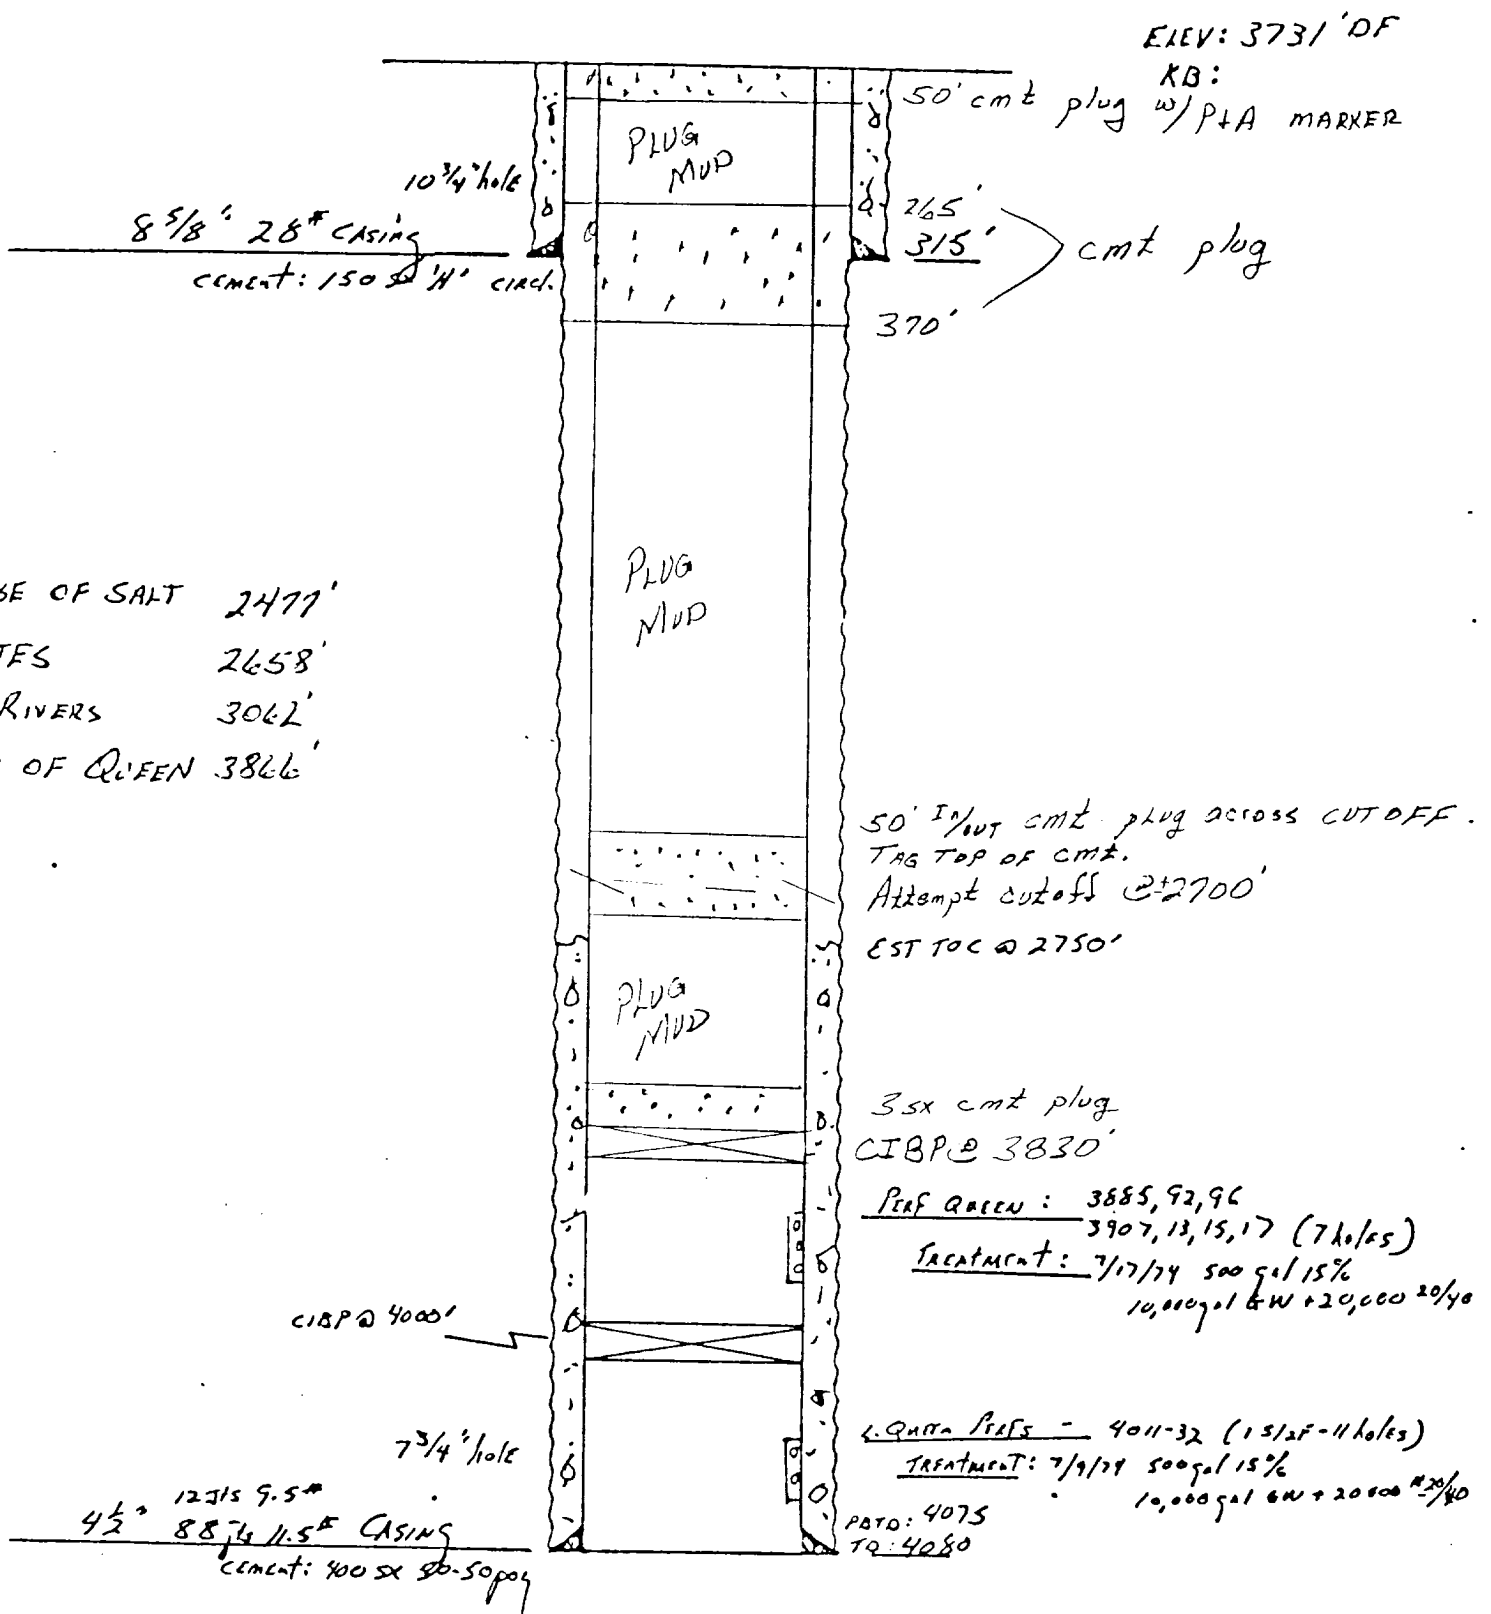 ELEV: 3731' DF
KB:
50' cmt plug w/ P+A MARKER
PLUG
MUD
10 3/4" hole
265'
8 5/8" 28# CASING
315'
cmt plug
CEMENT: 150 sx 'H' circ.
370'
PLUG
MUD
SE OF SALT 2477'
TES 2658'
RIVERS 3062'
OF QUEEN 3866'
50' In/out cmt plug across CUTOFF.
TAG TOP OF cmt.
Attempt cutoff @ ±2700'
EST TOC @ 2750'
PLUG
MUD
3 sx cmt plug
CIBP @ 3830'
PERF QUEEN: 3885, 92, 96
3907, 13, 15, 17 (7 holes)
TREATMENT: 7/17/74 500 gal 15%
10,000 gal GW + 20,000 20/40
CIBP @ 4000'
L. QUEEN PERFS - 4011-32 (1 S/2F - 11 holes)
7 3/4" hole
TREATMENT: 7/9/74 500 gal 15%
10,000 gal GW + 20000 # 20/40
12 Jts 9.5#
4 1/2" 88 jts 11.5# CASING
PBTD: 4075
TD: 4080
CEMENT: 400 sx 50-50 poz